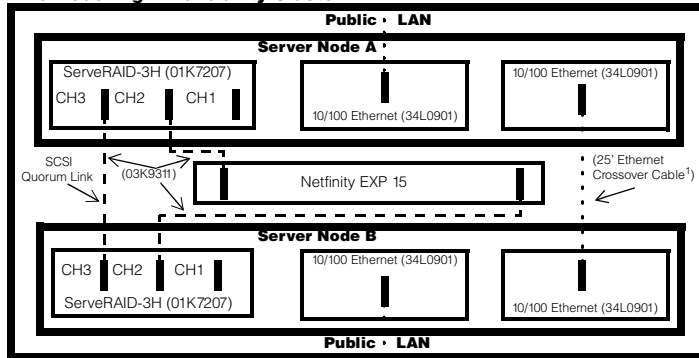 Public · LAN
Server Node A
ServeRAID-3H (01K7207)
CH3 CH2 CH1
10/100 Ethernet (34L0901)
10/100 Ethernet (34L0901)
SCSI
Quorum Link
(03K9311)
Netfinity EXP 15
(25' Ethernet
Crossover Cable¹)
Server Node B
CH3 CH2 CH1
ServeRAID-3H (01K7207)
10/100 Ethernet (34L0901)
10/100 Ethernet (34L0901)
Public · LAN